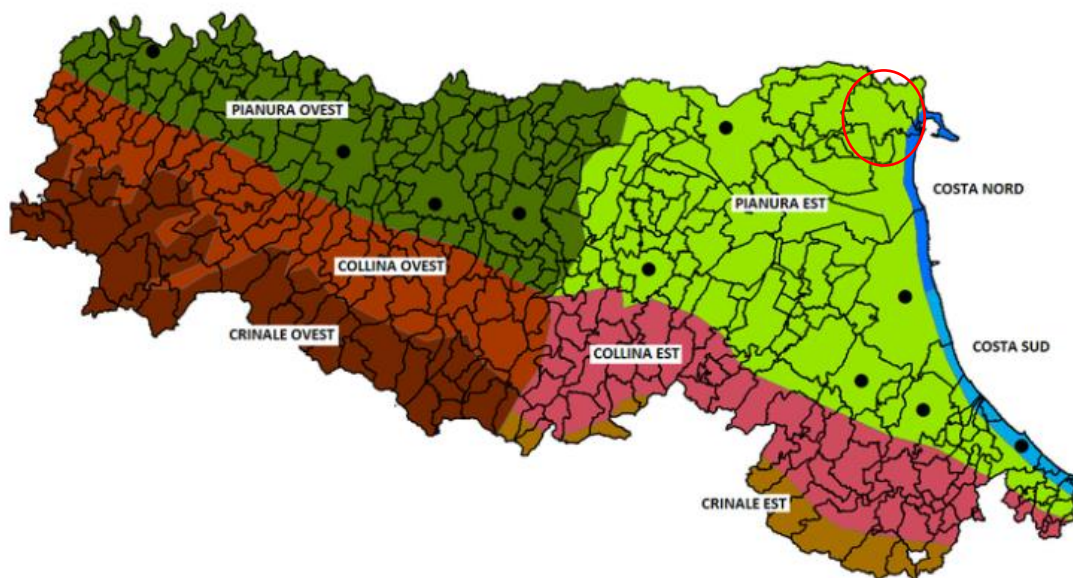 PIANURA OVEST
COSTA NORD
PIANURA EST
COLLINA OVEST
CRINALE OVEST
COSTA SUD
COLLINA EST
CRINALE EST